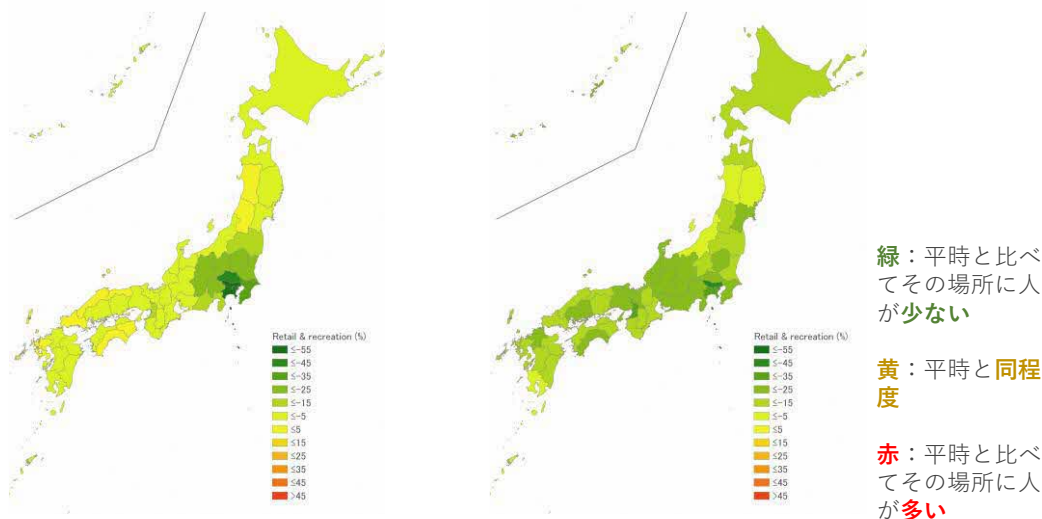 Retail & recreation (%)
≤-55
≤-45
≤-35
≤-25
≤-15
≤-5
≤5
≤15
≤25
≤35
≤45
>45
Retail & recreation (%)
≤-55
≤-45
≤-35
≤-25
≤-15
≤-5
≤5
≤15
≤25
≤35
≤45
>45
緑：平時と比べ
てその場所に人
が少ない
黄：平時と同程
度
赤：平時と比べ
てその場所に人
が多い